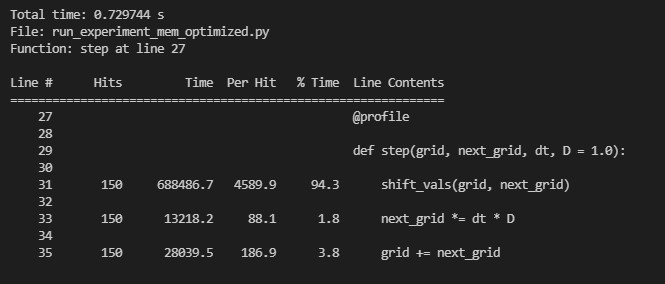 Total time: 0.729744 s
File: run_experiment_mem_optimized.py
Function: step at line 27
Line #      Hits         Time  Per Hit   % Time  Line Contents
==============================================================
    27                                           @profile
    28
    29                                           def step(grid, next_grid, dt, D = 1.0):
    30
    31       150     688486.7   4589.9     94.3      shift_vals(grid, next_grid)
    32
    33       150      13218.2     88.1      1.8      next_grid *= dt * D
    34
    35       150      28039.5    186.9      3.8      grid += next_grid